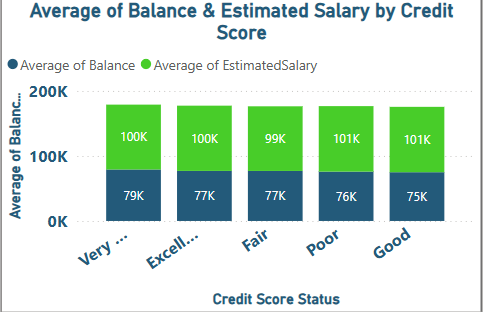 Average of Balance & Estimated Salary by Credit
Score
Average of Balance Average of EstimatedSalary
Average of Balanc...
200K
100K
0K
100K 100K 99K 101K 101K
79K 77K 77K 76K 75K
Very ... Excell... Fair Poor Good
Credit Score Status